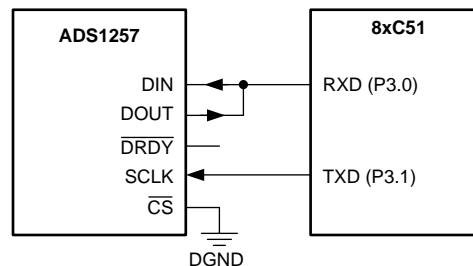 ADS1257
8xC51
DIN
RXD (P3.0)
DOUT
DRDY
SCLK
TXD (P3.1)
CS
DGND